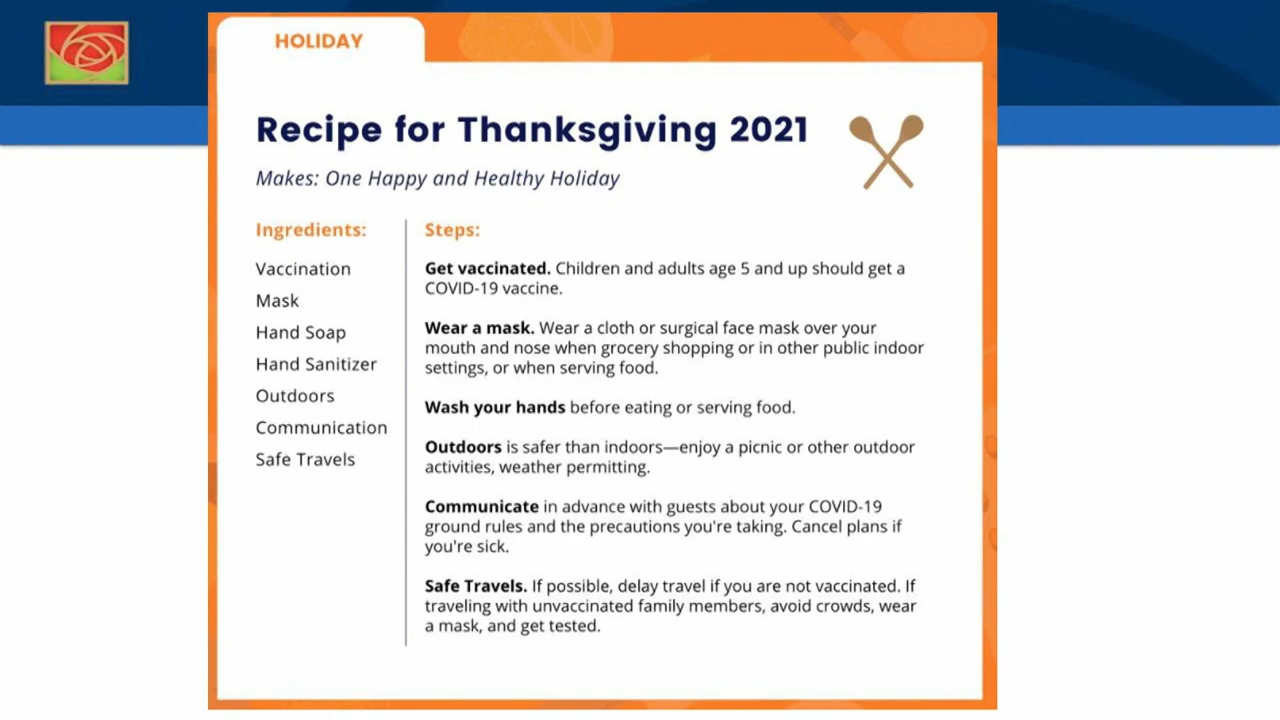 HOLIDAY
Recipe for Thanksgiving 2021
Makes: One Happy and Healthy Holiday
Ingredients:
Vaccination
Mask
Hand Soap
Hand Sanitizer
Outdoors
Communication
Safe Travels
Steps:
Get vaccinated. Children and adults age 5 and up should get a
COVID-19 vaccine.
Wear a mask. Wear a cloth or surgical face mask over your
mouth and nose when grocery shopping or in other public indoor
settings, or when serving food.
Wash your hands before eating or serving food.
Outdoors is safer than indoors—enjoy a picnic or other outdoor
activities, weather permitting.
Communicate in advance with guests about your COVID-19
ground rules and the precautions you're taking. Cancel plans if
you're sick.
Safe Travels. If possible, delay travel if you are not vaccinated. If
traveling with unvaccinated family members, avoid crowds, wear
a mask, and get tested.